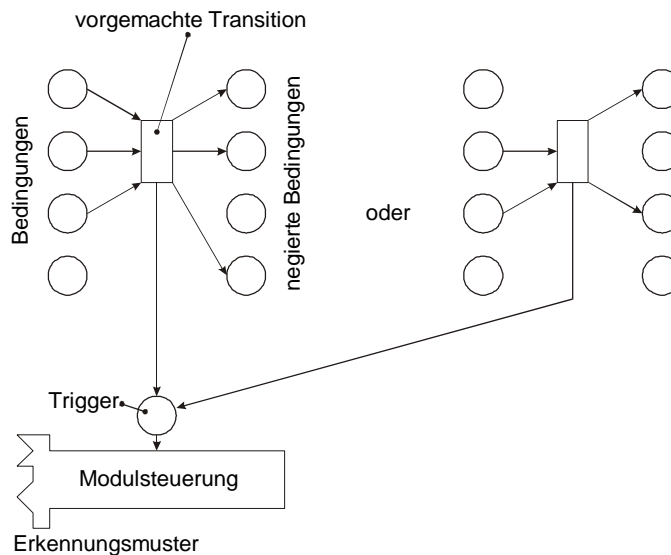 vorgemachte Transition
Bedingungen
negierte Bedingungen
oder
Trigger
Modulsteuerung
Erkennungsmuster